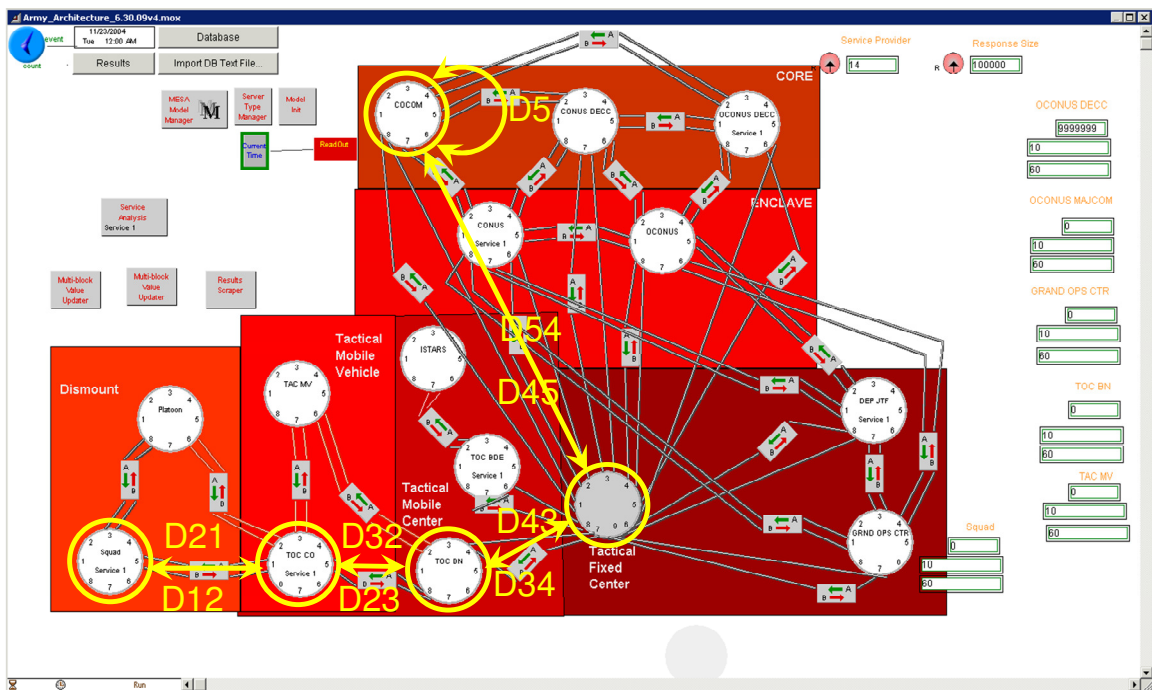 Army_Architecture_6.30.09v4.mox
event
count
11/23/2004
Tue 12:00 AM
Database
Results
Import DB Text File...
MESA
Model
Manager
M
Server
Type
Manager
Model
Init
Current
Time
Read Out
Service
Analysis
Service 1
Multi-block
Value
Updater
Multi-block
Value
Updater
Results
Scraper
Service Provider
14
Response Size
R
100000
CORE
COCOM
D5
CONUS DECC
OCONUS DECC
Service 1
ENCLAVE
CONUS
Service 1
OCONUS
D54
D45
Tactical
Mobile
Vehicle
TAC MV
ISTARS
Dismount
Platoon
TOC BDE
Service 1
Tactical
Mobile
Center
DEP JTF
Service 1
GRND OPS CTR
Tactical
Fixed
Center
Squad
Service 1
D21
D12
TOC CO
Service 1
D32
D23
TOC BN
D43
D34
OCONUS DECC
9999999
10
60
OCONUS MAJCOM
0
10
60
GRAND OPS CTR
0
10
60
TOC BN
0
10
60
TAC MV
0
10
60
Squad
0
10
60
Run